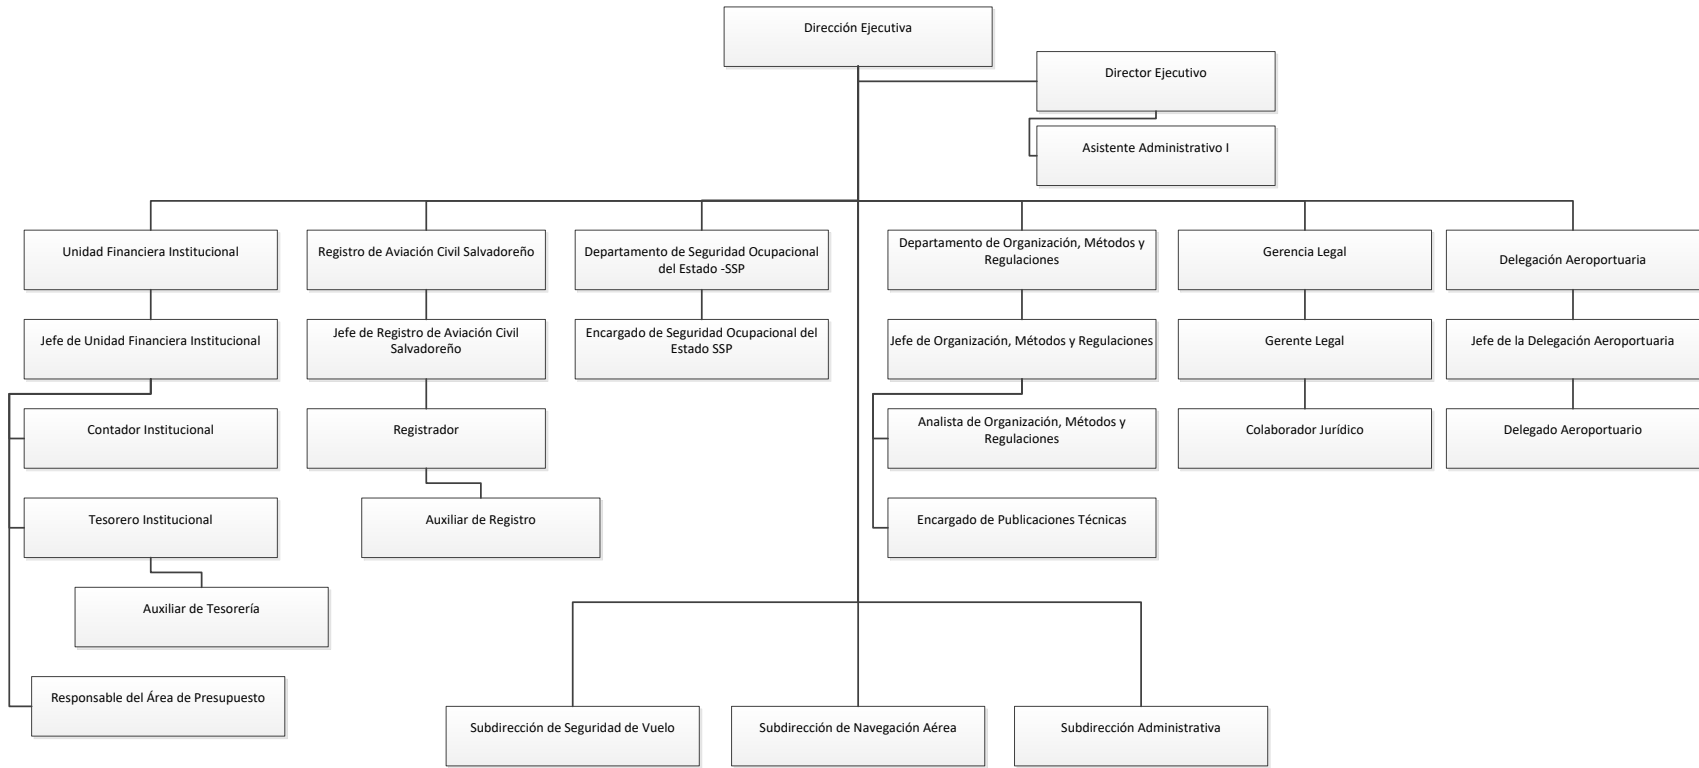 Dirección Ejecutiva
Director Ejecutivo
Asistente Administrativo I
Unidad Financiera Institucional
Registro de Aviación Civil Salvadoreño
Departamento de Seguridad Ocupacional
del Estado -SSP
Departamento de Organización, Métodos y
Regulaciones
Gerencia Legal
Delegación Aeroportuaria
Jefe de Unidad Financiera Institucional
Jefe de Registro de Aviación Civil
Salvadoreño
Encargado de Seguridad Ocupacional del
Estado SSP
Jefe de Organización, Métodos y Regulaciones
Gerente Legal
Jefe de la Delegación Aeroportuaria
Contador Institucional
Registrador
Analista de Organización, Métodos y
Regulaciones
Colaborador Jurídico
Delegado Aeroportuario
Tesorero Institucional
Auxiliar de Registro
Encargado de Publicaciones Técnicas
Auxiliar de Tesorería
Responsable del Área de Presupuesto
Subdirección de Seguridad de Vuelo
Subdirección de Navegación Aérea
Subdirección Administrativa